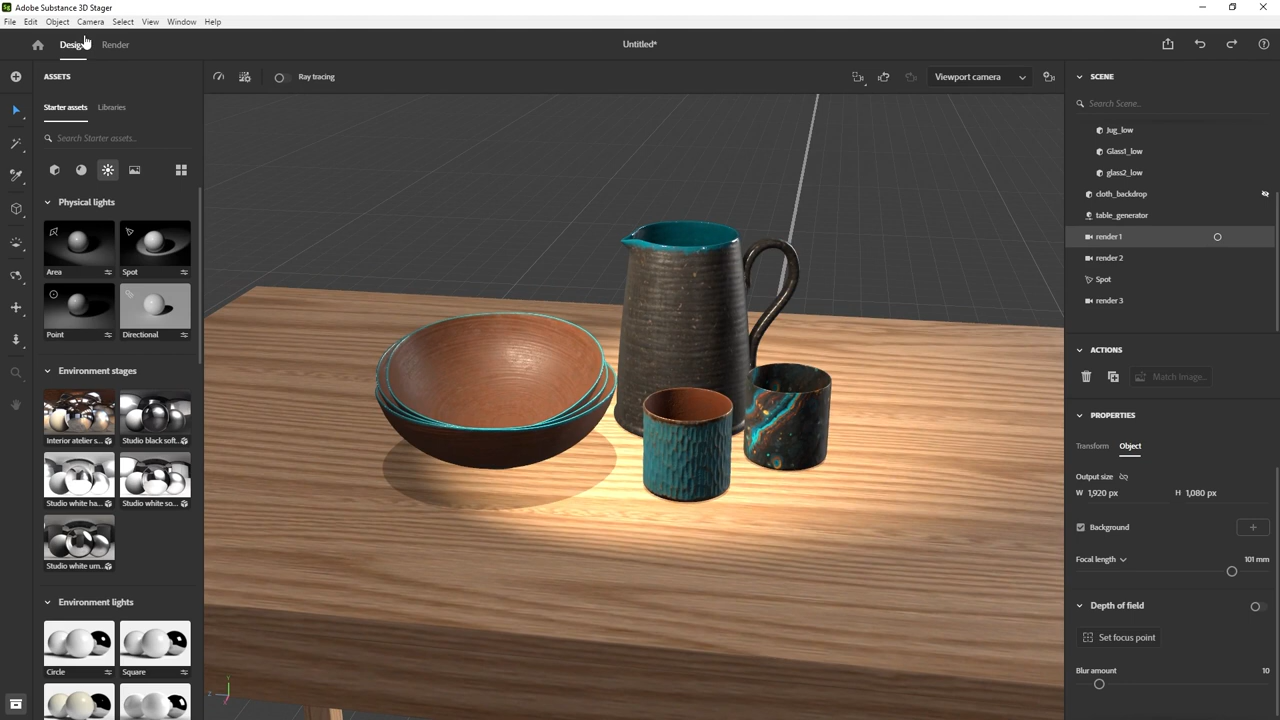 Adobe Substance 3D Stager
File Edit Object Camera Select View Window Help
Design Render
Untitled*
ASSETS
Starter assets Libraries
Search Starter assets...
Physical lights
Area Spot
Point Directional
Environment stages
Interior atelier s... Studio black soft...
Studio white ha... Studio white so...
Studio white um...
Environment lights
Circle Square
Ray tracing
Viewport camera
SCENE
Search Scene...
Jug_low
Glass1_low
glass2_low
cloth_backdrop
table_generator
render1
render 2
Spot
render 3
ACTIONS
Match Image...
PROPERTIES
Transform Object
Output size
W 1,920 px H 1,080 px
Background
Focal length 101 mm
Depth of field
Set focus point
Blur amount 10